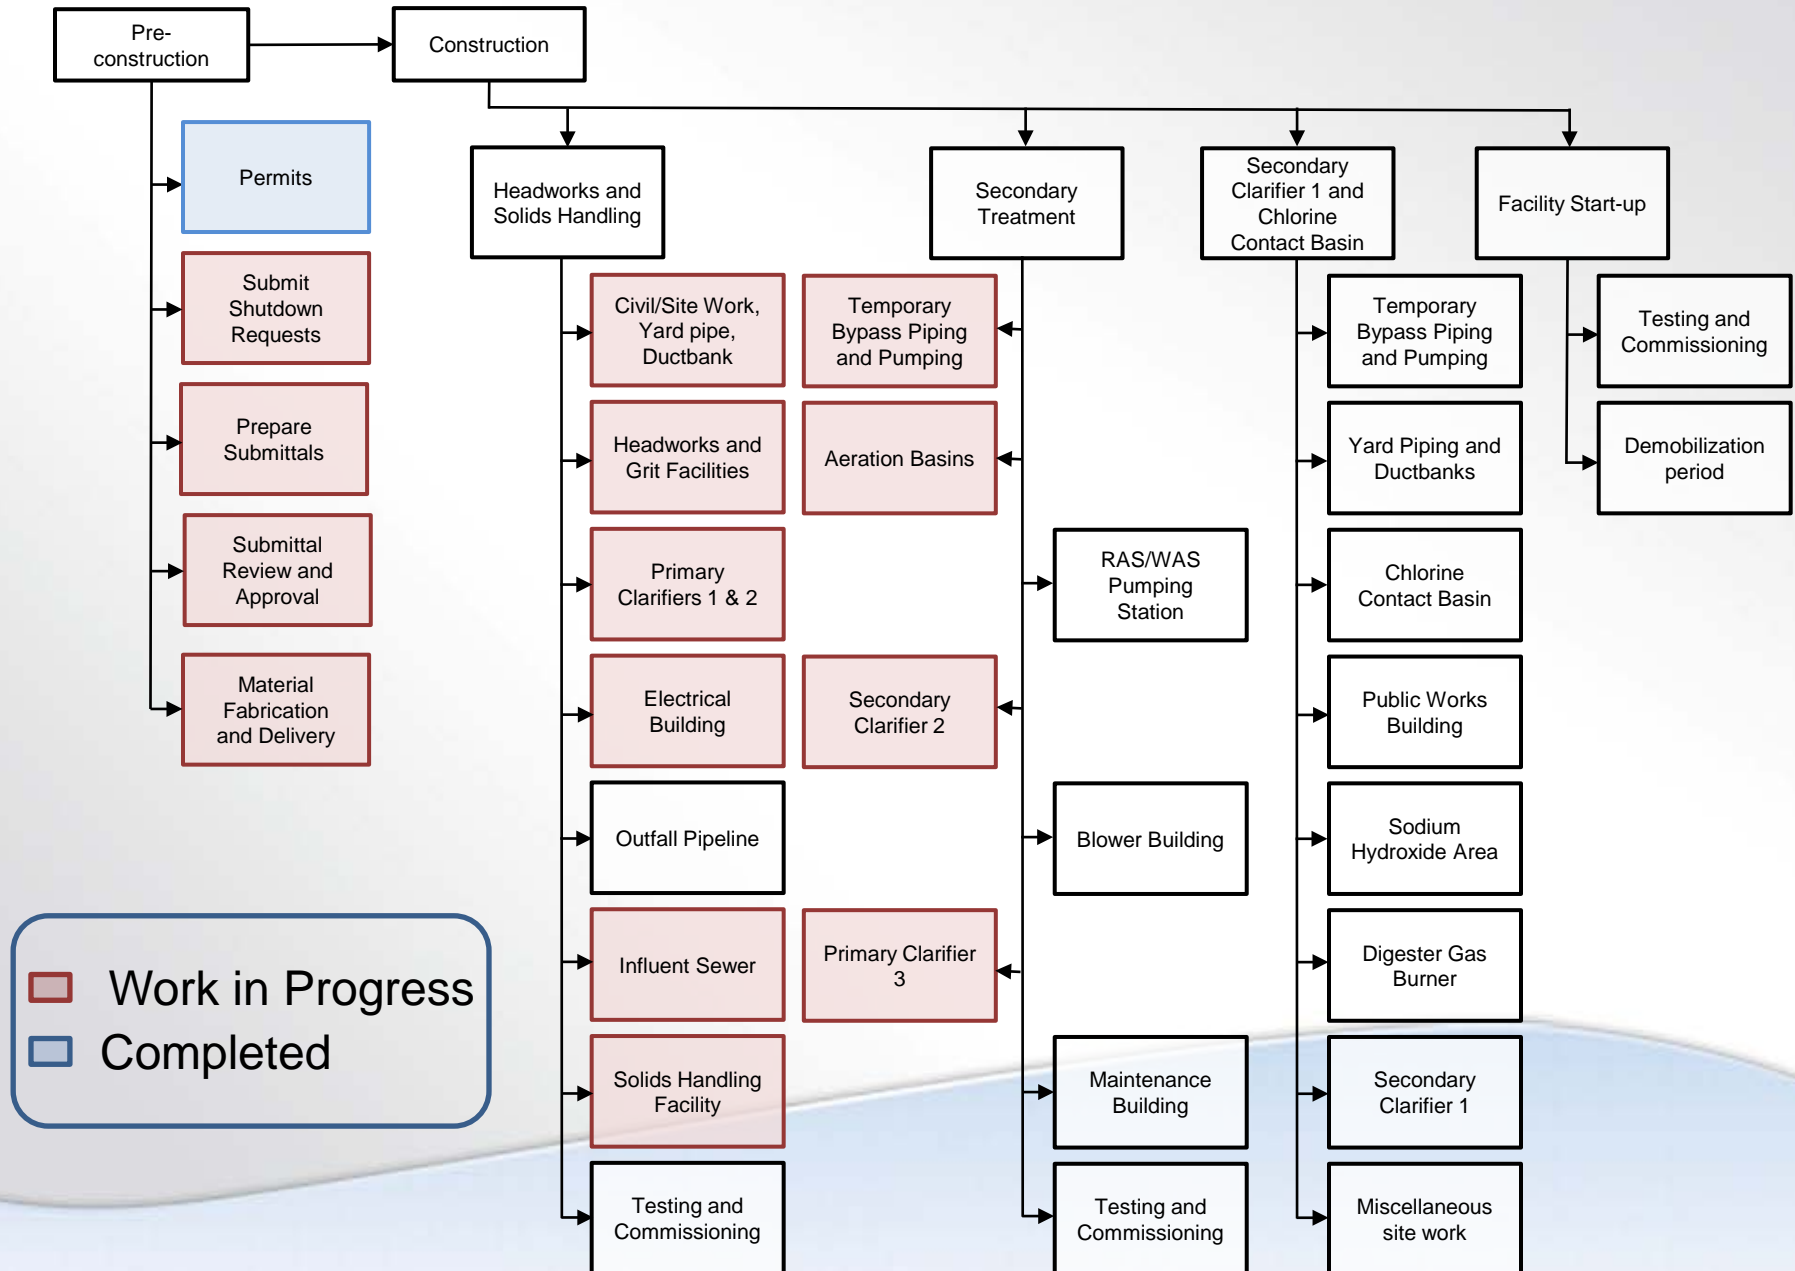 Pre-
construction
Construction
Permits
Submit
Shutdown
Requests
Prepare
Submittals
Submittal
Review and
Approval
Material
Fabrication
and Delivery
Headworks and
Solids Handling
Civil/Site Work,
Yard pipe,
Ductbank
Headworks and
Grit Facilities
Primary
Clarifiers 1 & 2
Electrical
Building
Outfall Pipeline
Influent Sewer
Solids Handling
Facility
Testing and
Commissioning
Secondary
Treatment
Temporary
Bypass Piping
and Pumping
Aeration Basins
RAS/WAS
Pumping
Station
Secondary
Clarifier 2
Blower Building
Primary Clarifier
3
Maintenance
Building
Testing and
Commissioning
Secondary
Clarifier 1 and
Chlorine
Contact Basin
Temporary
Bypass Piping
and Pumping
Yard Piping and
Ductbanks
Chlorine
Contact Basin
Public Works
Building
Sodium
Hydroxide Area
Digester Gas
Burner
Secondary
Clarifier 1
Miscellaneous
site work
Facility Start-up
Testing and
Commissioning
Demobilization
period
Work in Progress
Completed